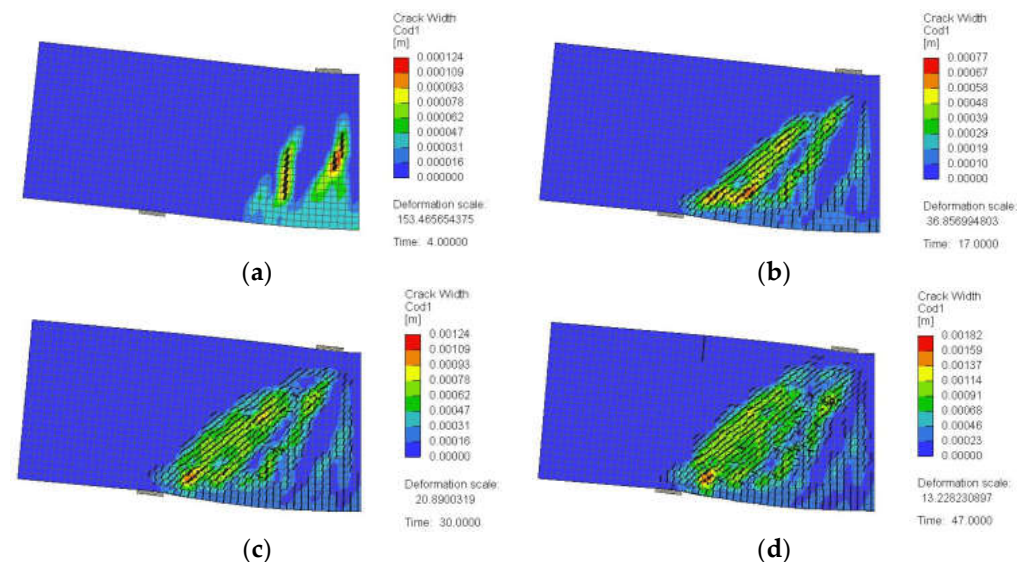 Crack Width
Cod1
[m]
0.000124
0.000109
0.000093
0.000078
0.000062
0.000047
0.000031
0.000016
0.000000
Deformation scale:
153.465654375
Time: 4.00000
(a)
Crack Width
Cod1
[m]
0.00077
0.00067
0.00058
0.00048
0.00039
0.00029
0.00019
0.00010
0.00000
Deformation scale:
36.856994803
Time: 17.0000
(b)
Crack Width
Cod1
[m]
0.00124
0.00109
0.00093
0.00078
0.00062
0.00047
0.00031
0.00016
0.00000
Deformation scale:
20.8900319
Time: 30.0000
(c)
Crack Width
Cod1
[m]
0.00182
0.00159
0.00137
0.00114
0.00091
0.00068
0.00046
0.00023
0.00000
Deformation scale:
13.228230897
Time: 47.0000
(d)